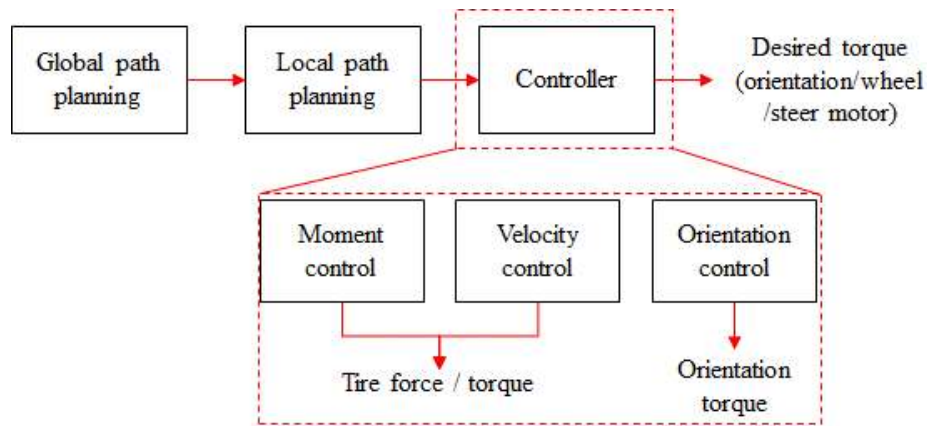 Global path
planning
Local path
planning
Controller
Desired torque
(orientation/wheel
/steer motor)
Moment
control
Velocity
control
Orientation
control
Tire force / torque
Orientation
torque